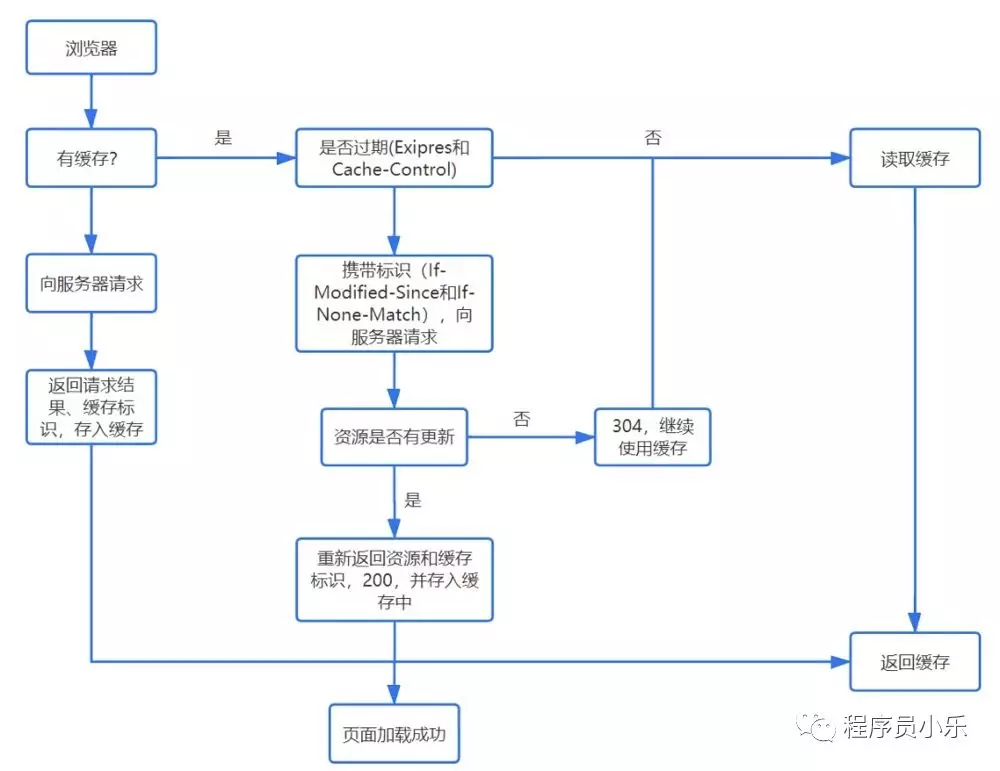 浏览器
有缓存?
是
是否过期(Exipres和
Cache-Control)
否
读取缓存
向服务器请求
携带标识（If-
Modified-Since和If-
None-Match），向
服务器请求
返回请求结
果、缓存标
识，存入缓存
资源是否有更新
否
304，继续
使用缓存
是
重新返回资源和缓存
标识，200，并存入缓
存中
返回缓存
页面加载成功
程序员小乐